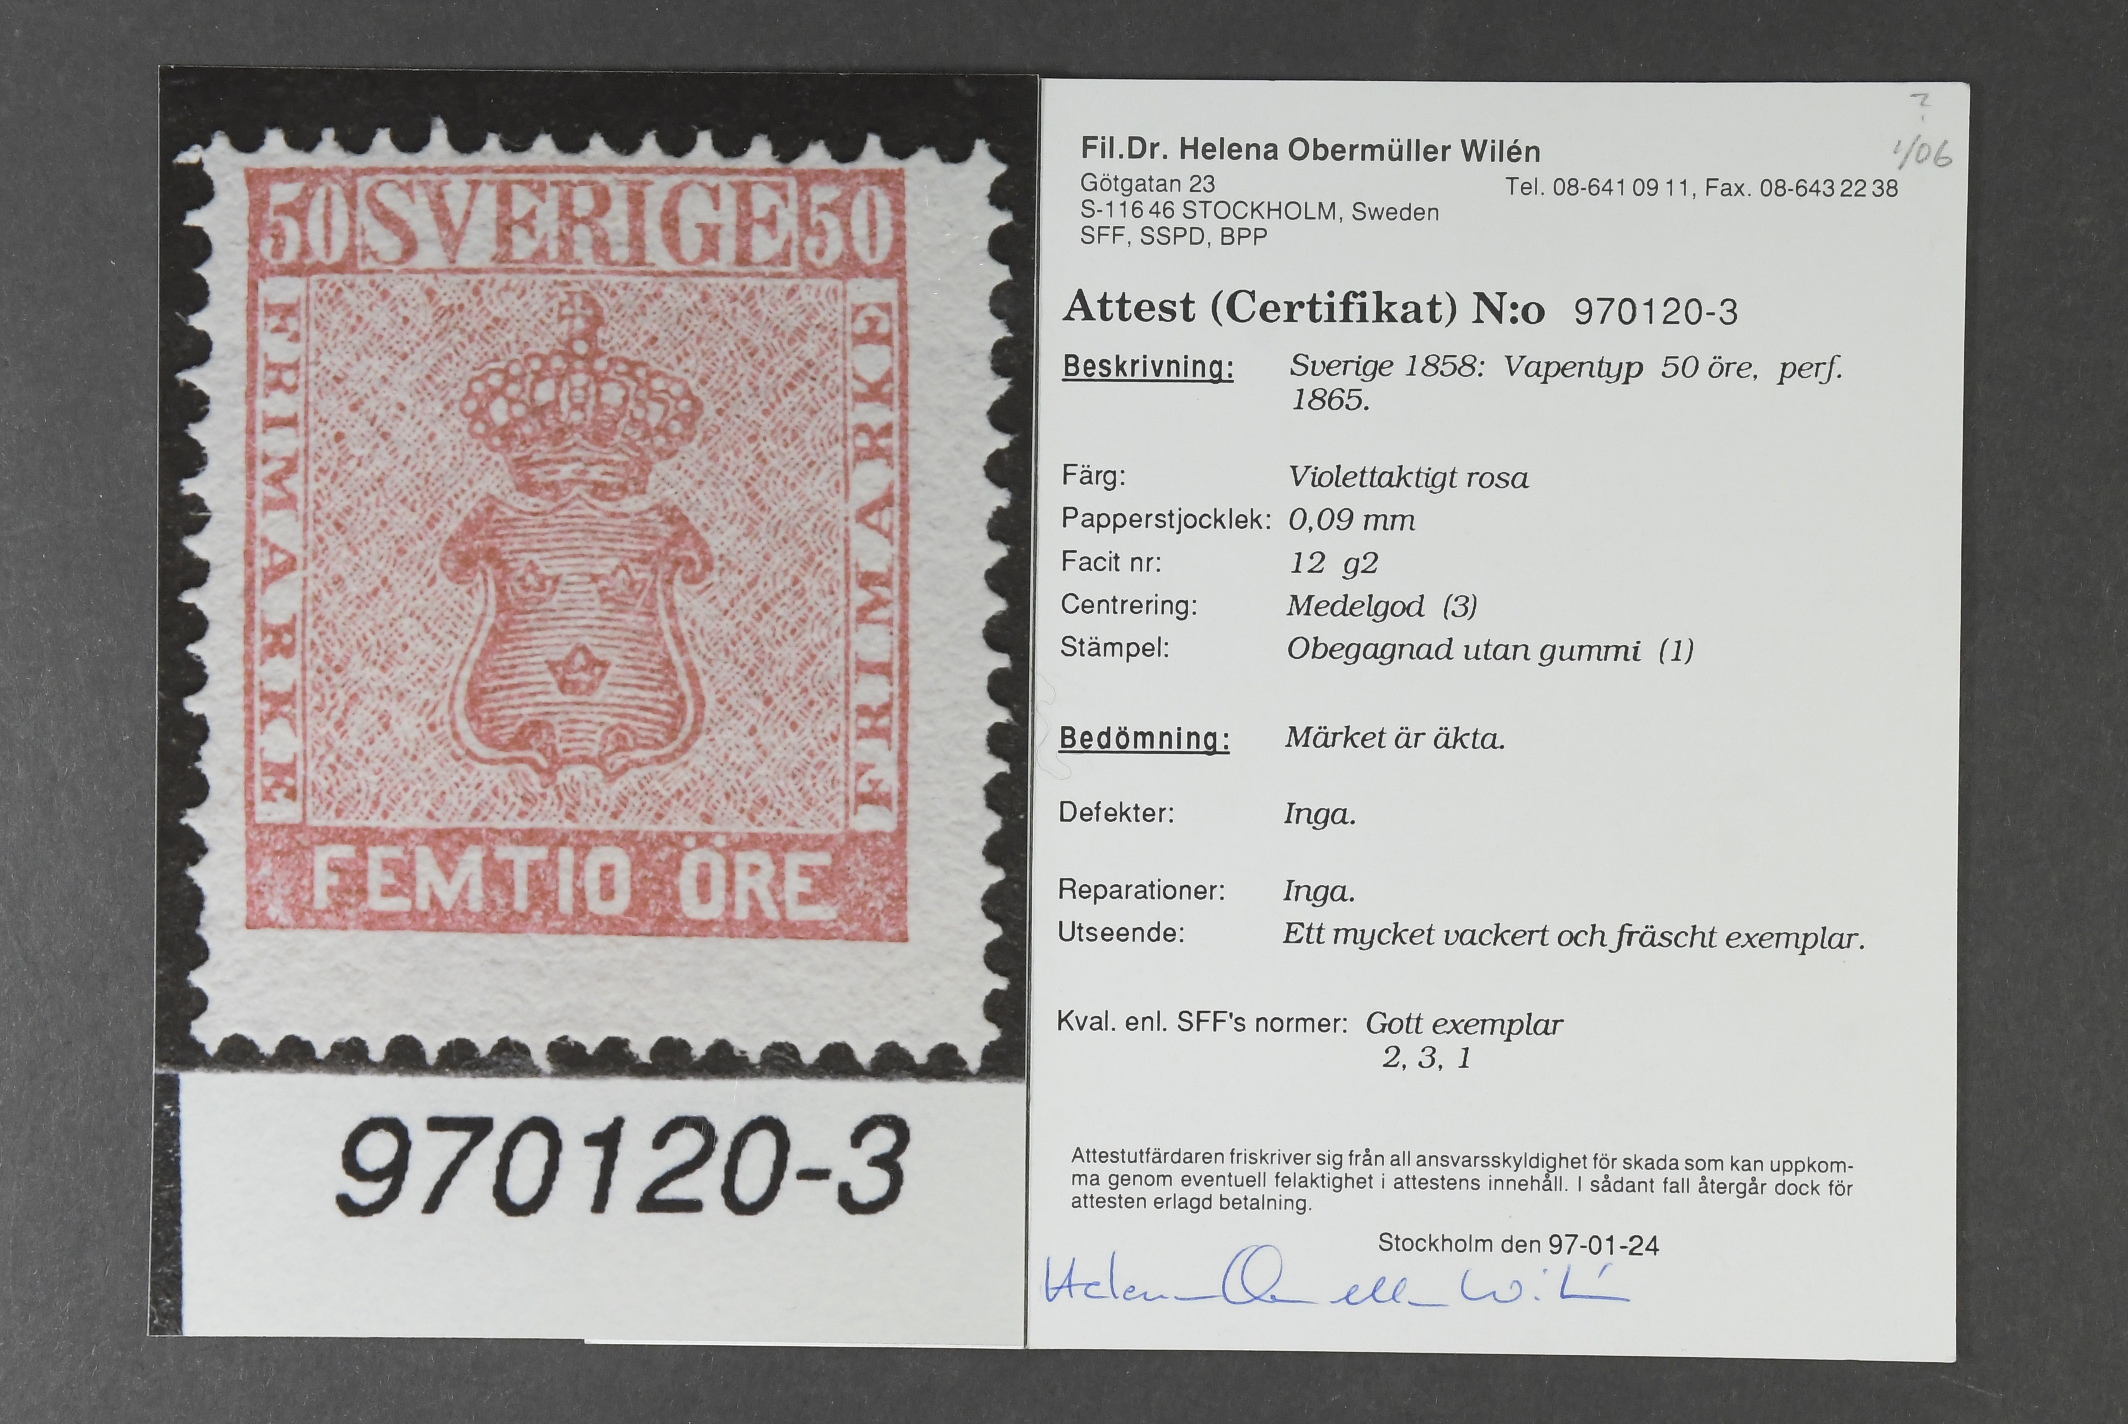 50 SVERIGE 50
FRIMARKE
FRIMARKE
FEMTIO ÖRE
970120-3
?
1/06
Fil.Dr. Helena Obermüller Wilén
Götgatan 23 Tel. 08-641 09 11, Fax. 08-643 22 38
S-116 46 STOCKHOLM, Sweden
SFF, SSPD, BPP
Attest (Certifikat) N:o 970120-3
Beskrivning: Sverige 1858: Vapentyp 50 öre, perf.
1865.
Färg: Violettaktigt rosa
Papperstjocklek: 0,09 mm
Facit nr: 12 g2
Centrering: Medelgod (3)
Stämpel: Obegagnad utan gummi (1)
Bedömning: Märket är äkta.
Defekter: Inga.
Reparationer: Inga.
Utseende: Ett mycket vackert och fräscht exemplar.
Kval. enl. SFF's normer: Gott exemplar
2, 3, 1
Attestutfärdaren friskriver sig från all ansvarsskyldighet för skada som kan uppkom-
ma genom eventuell felaktighet i attestens innehåll. I sådant fall återgår dock för
attesten erlagd betalning.
Stockholm den 97-01-24